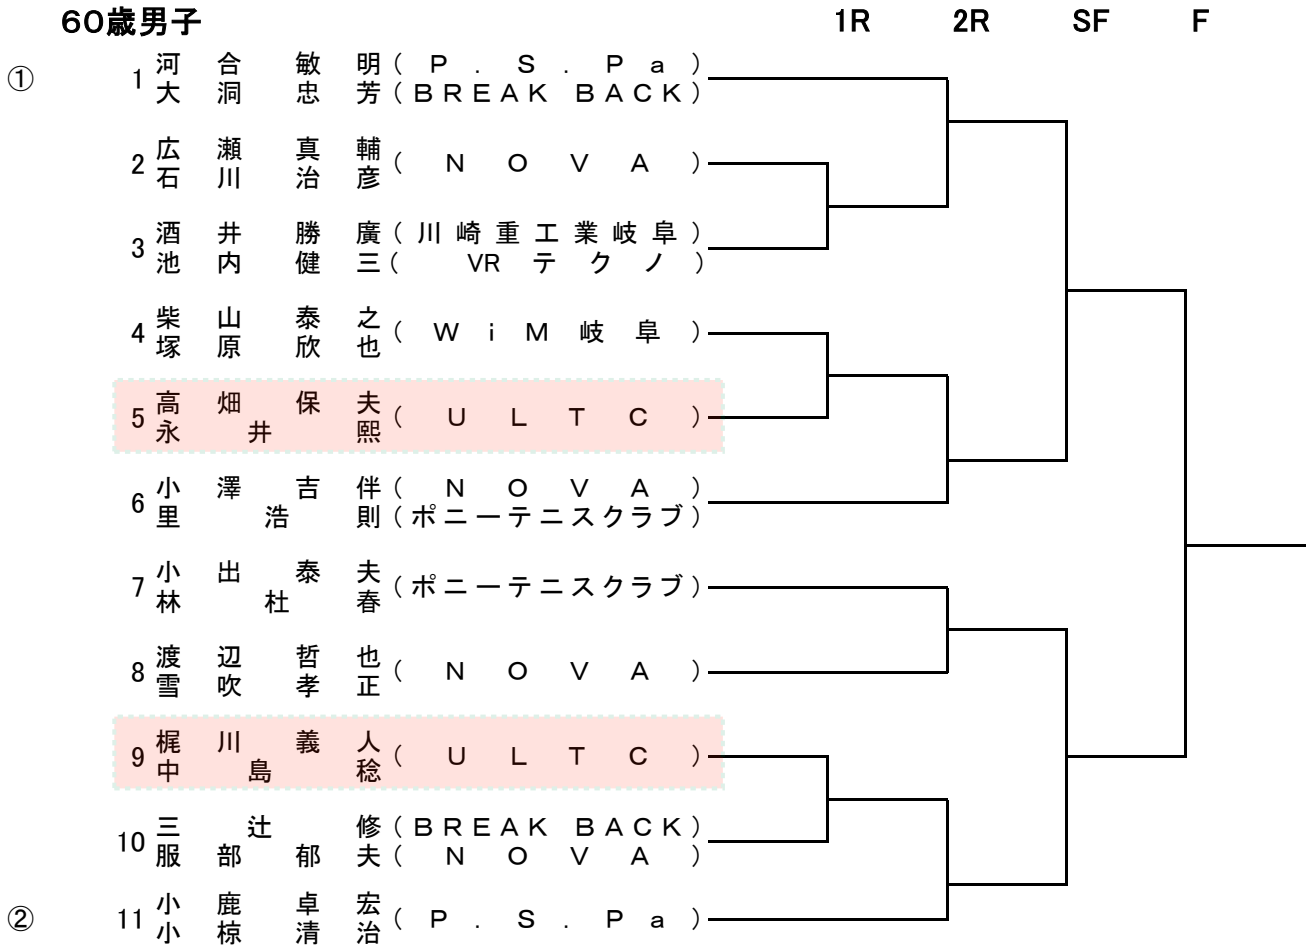 60歳男子 1R 2R SF F
① 1 河合 敏明 (P.S.Pa)
大洞 忠芳 (BREAK BACK)
2 広瀬 真輔 (NOVA)
石川 治彦
3 酒井 勝廣 (川崎重工業岐阜)
池内 健三 (VRテクノ)
4 柴山 泰之 (WiM岐阜)
塚原 欣也
5 高畑 保夫 (ULTC)
永井 熙
6 小澤 吉伴 (NOVA)
里 浩則 (ポニーテニスクラブ)
7 小出 泰夫 (ポニーテニスクラブ)
林 杜春
8 渡辺 哲也 (NOVA)
雪吹 孝正
9 梶川 義人 (ULTC)
中島 稔
10 三辻 修 (BREAK BACK)
服部 郁夫 (NOVA)
② 11 小鹿 卓宏 (P.S.Pa)
小椋 清治